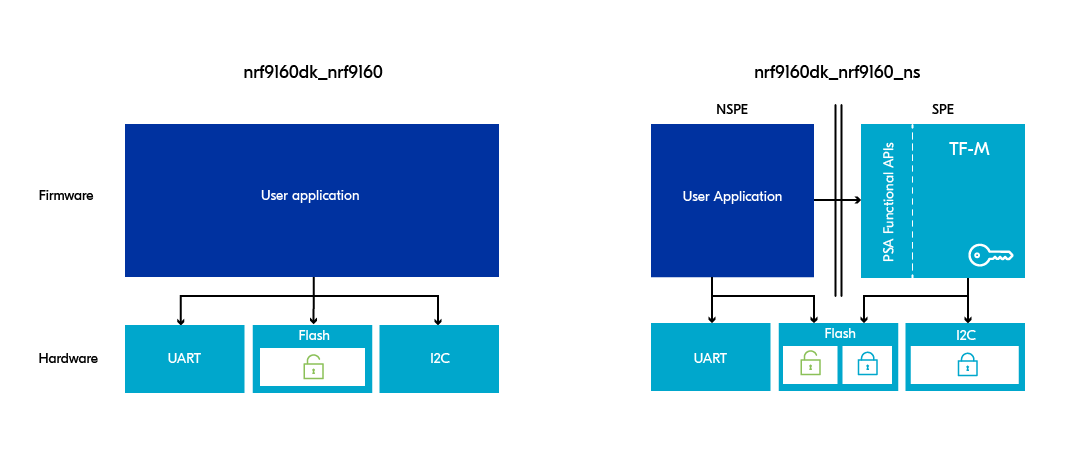 nrf9160dk_nrf9160
nrf9160dk_nrf9160_ns
NSPE
SPE
Firmware
User application
User Application
PSA Functional APIs
TF-M
Hardware
UART
Flash
I2C
UART
Flash
I2C